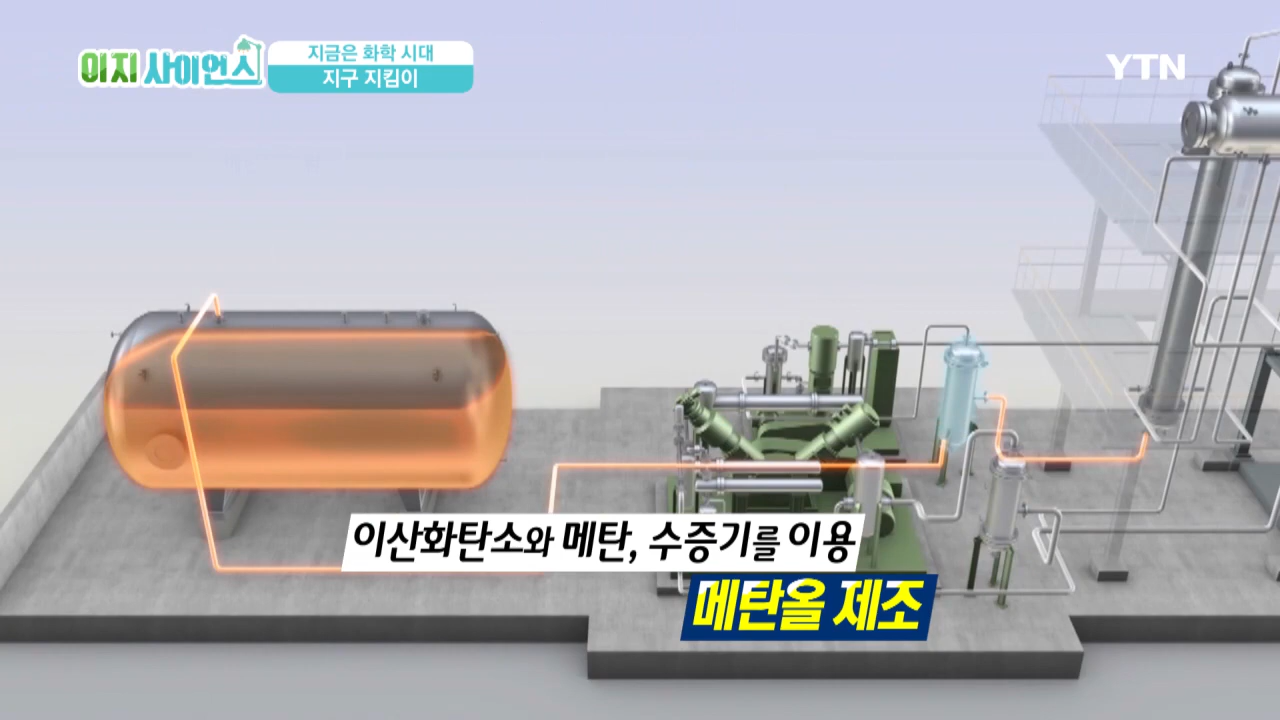 이지 사이언스
지금은 화학 시대
지구 지킴이
YTN
이산화탄소와 메탄, 수증기를 이용
메탄올 제조